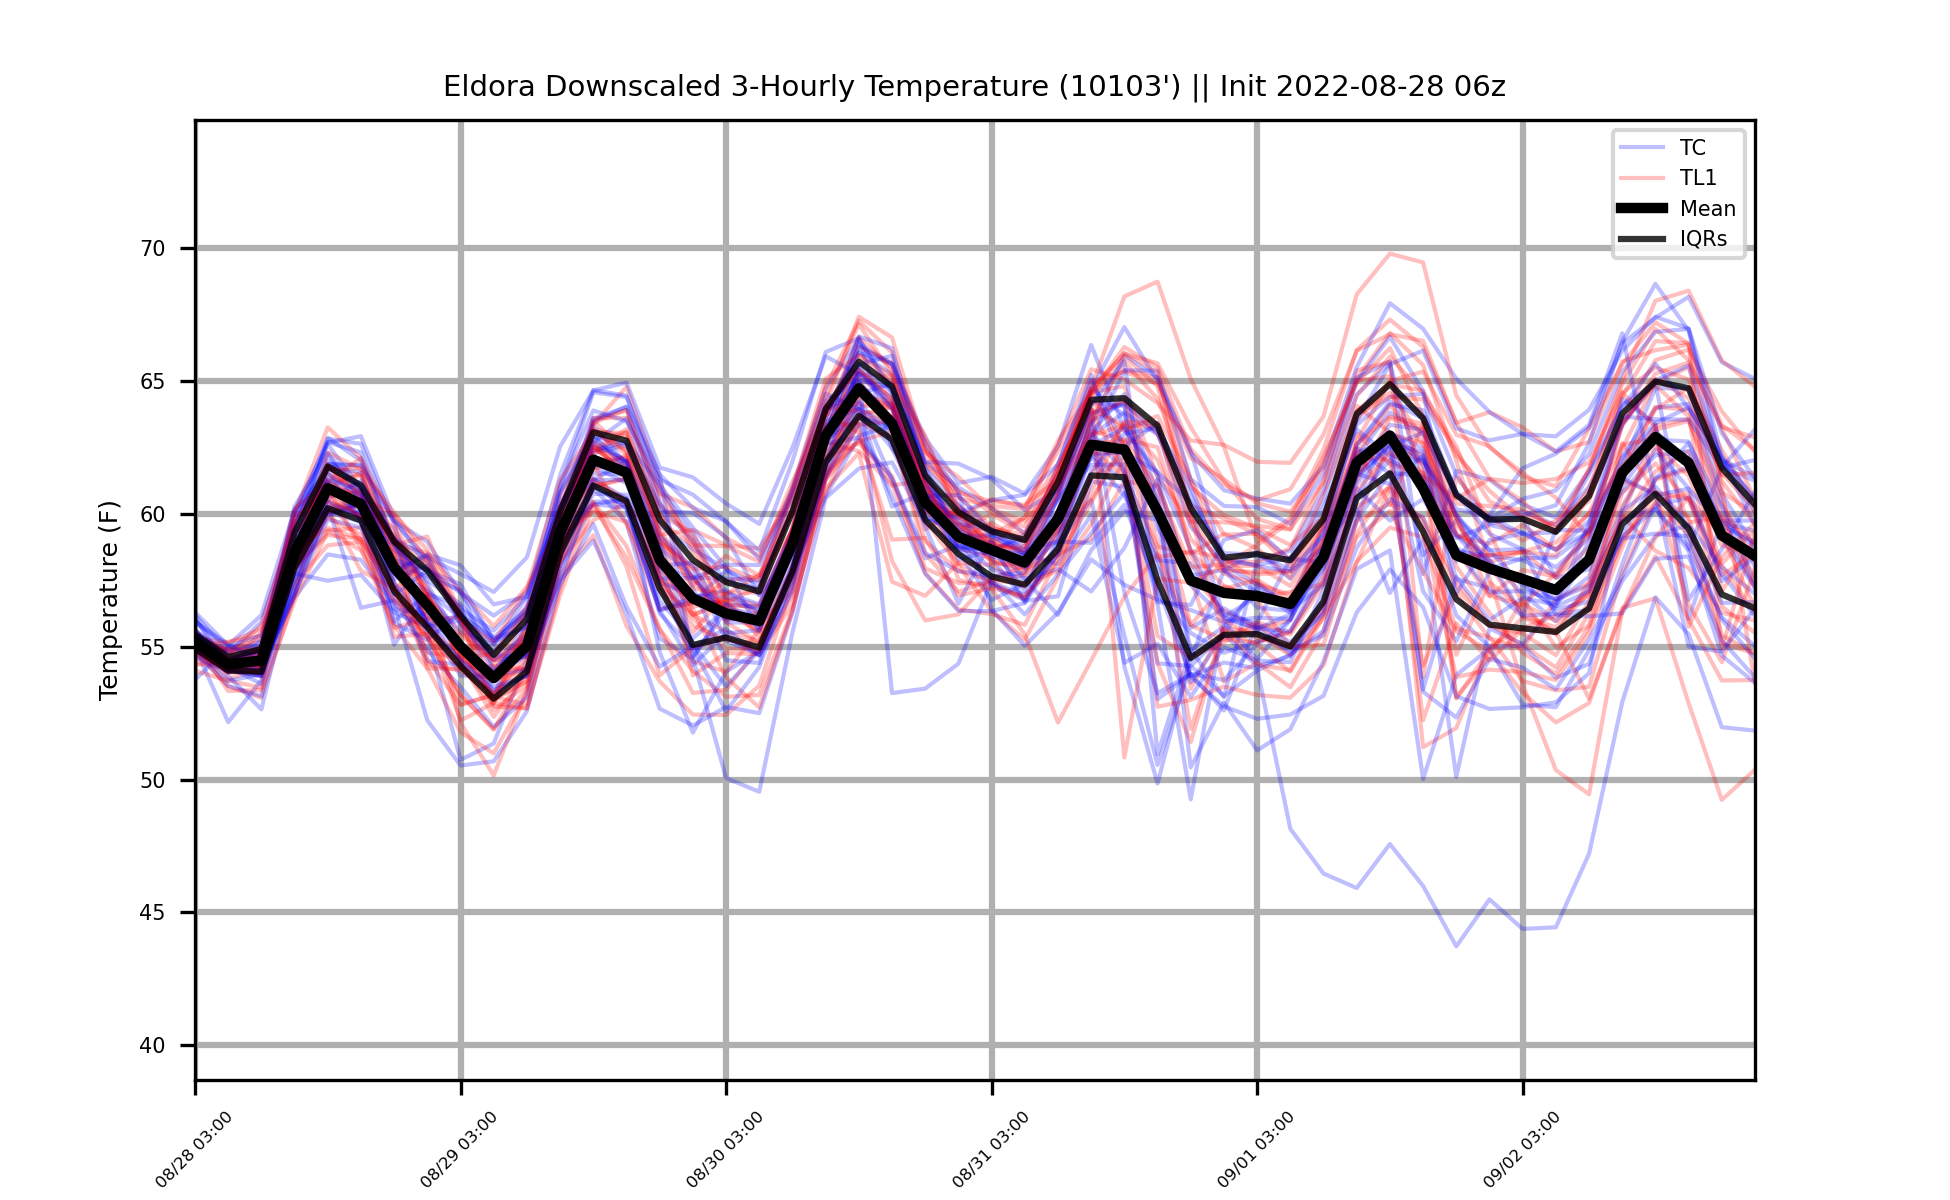 Eldora Downscaled 3-Hourly Temperature (10103') || Init 2022-08-28 06z
TC
TL1
Mean
IQRs
Temperature (F)
70
65
60
55
50
45
40
08/28 03:00
08/29 03:00
08/30 03:00
08/31 03:00
09/01 03:00
09/02 03:00